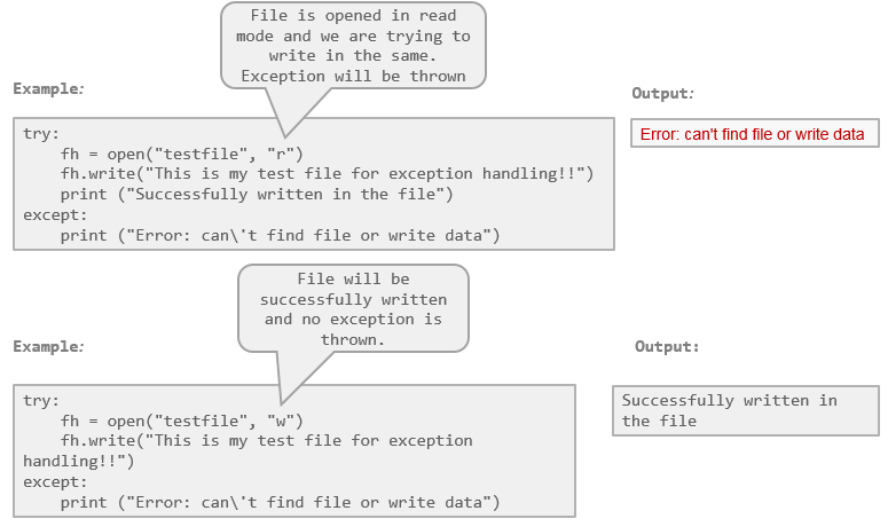 File is opened in read
mode and we are trying to
write in the same.
Exception will be thrown
Example:
Output:
try:
    fh = open("testfile", "r")
    fh.write("This is my test file for exception handling!!")
    print ("Successfully written in the file")
except:
    print ("Error: can\'t find file or write data")
Error: can't find file or write data
File will be
successfully written
and no exception is
thrown.
Example:
Output:
try:
    fh = open("testfile", "w")
    fh.write("This is my test file for exception
handling!!")
except:
    print ("Error: can\'t find file or write data")
Successfully written in
the file